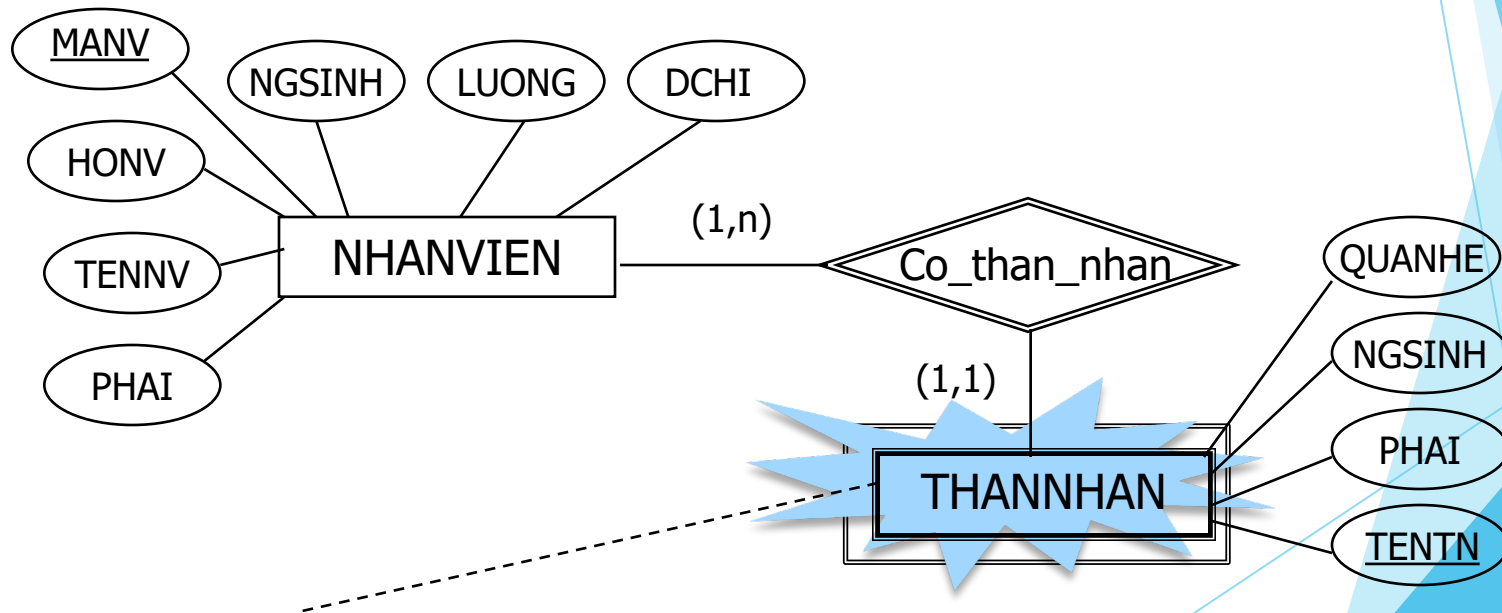 MANV
NGSINH
LUONG
DCHI
HONV
TENNV
PHAI
NHANVIEN
(1,n)
Co_than_nhan
(1,1)
THANNHAN
QUANHE
NGSINH
PHAI
TENTN